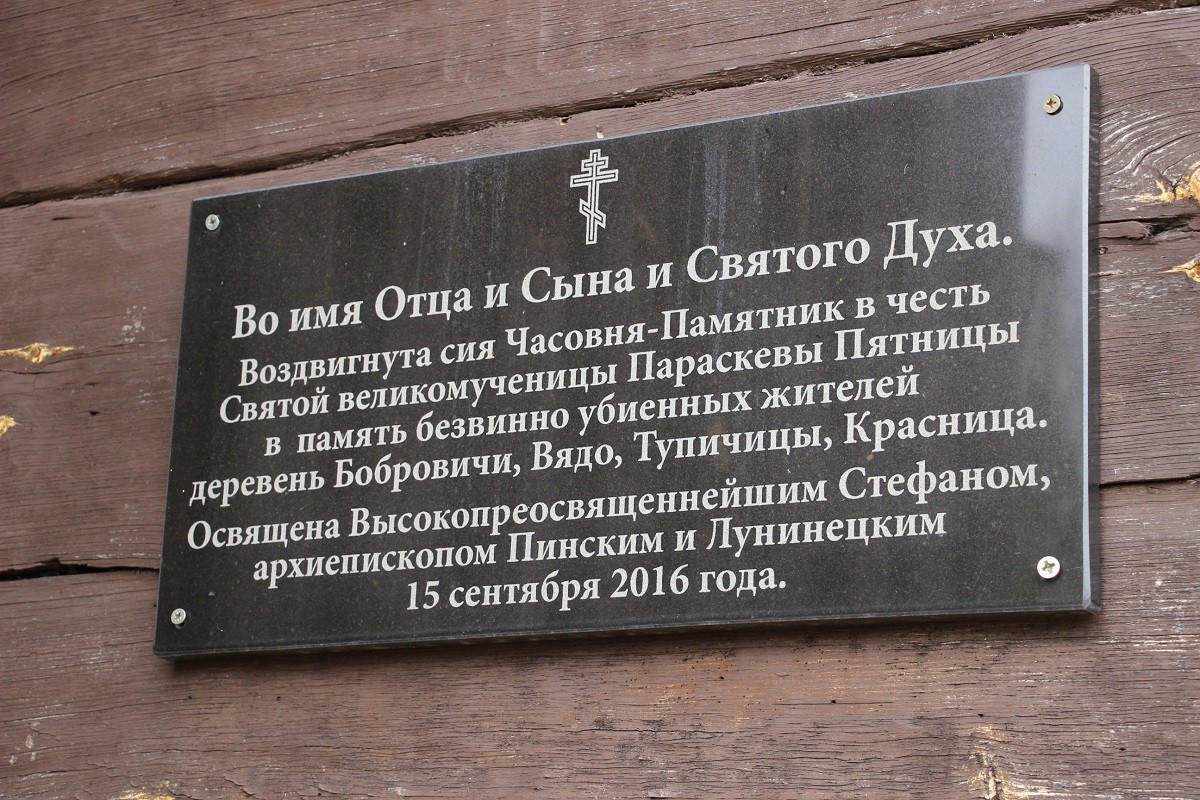 Во имя Отца и Сына и Святого Духа.
Воздвигнута сия Часовня-Памятник в честь
Святой великомученицы Параскевы Пятницы
в память безвинно убиенных жителей
деревень Бобровичи, Вядо, Тупичицы, Красница.
Освящена Высокопреосвященнейшим Стефаном,
архиепископом Пинским и Лунинецким
15 сентября 2016 года.